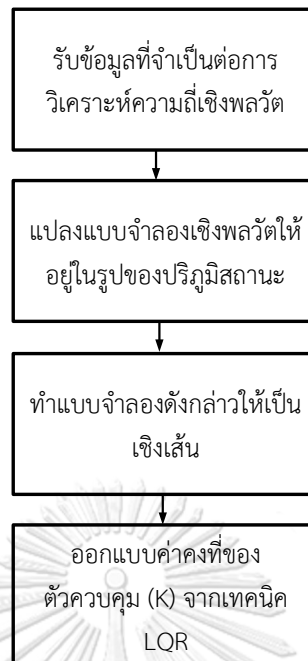 รับข้อมูลที่จำเป็นต่อการ
วิเคราะห์ความถี่เชิงพลวัต
แปลงแบบจำลองเชิงพลวัตให้
อยู่ในรูปของปริภูมิสถานะ
ทำแบบจำลองดังกล่าวให้เป็น
เชิงเส้น
ออกแบบค่าคงที่ของ
ตัวควบคุม (K) จากเทคนิค
LQR